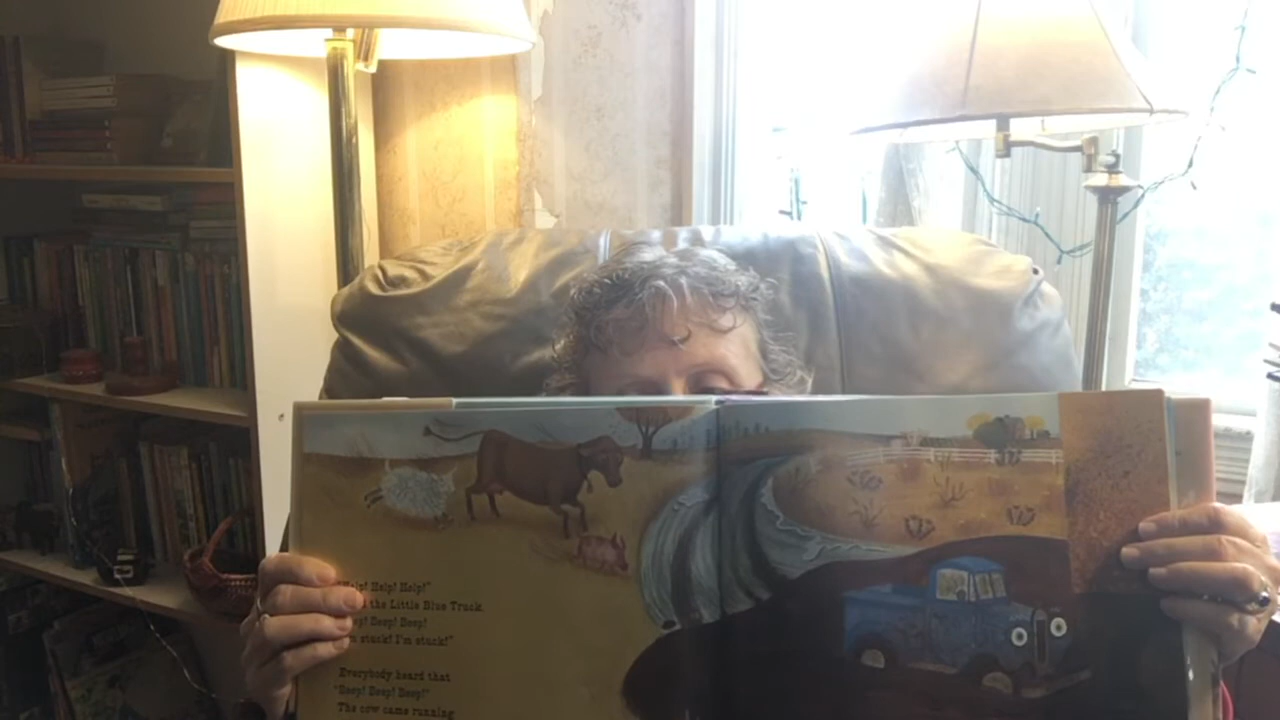 "Help! Help! Help!"
the Little Blue Truck.
Beep! Beep!
stuck! I'm stuck!"
Everybody heard that
"Beep! Beep! Beep!"
The cow came running